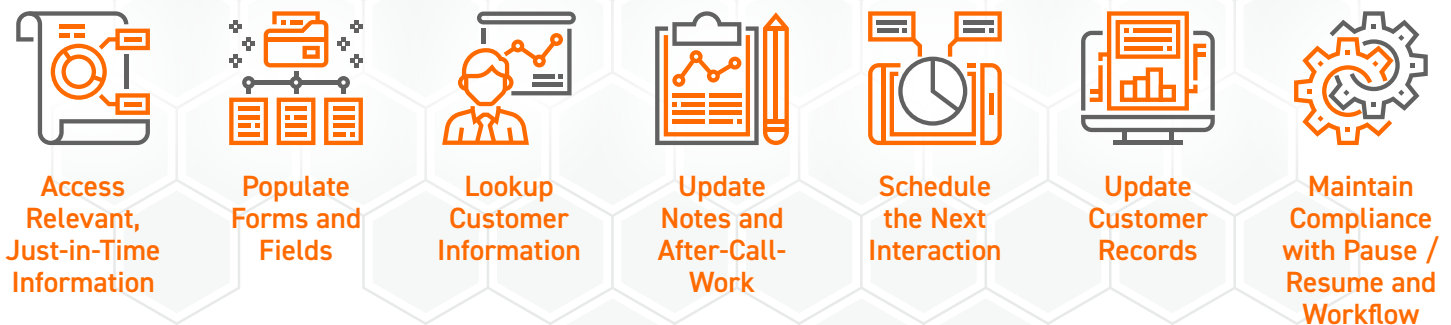 Access
Relevant,
Just-in-Time
Information
Populate
Forms and
Fields
Lookup
Customer
Information
Update
Notes and
After-Call-
Work
Schedule
the Next
Interaction
Update
Customer
Records
Maintain
Compliance
with Pause /
Resume and
Workflow